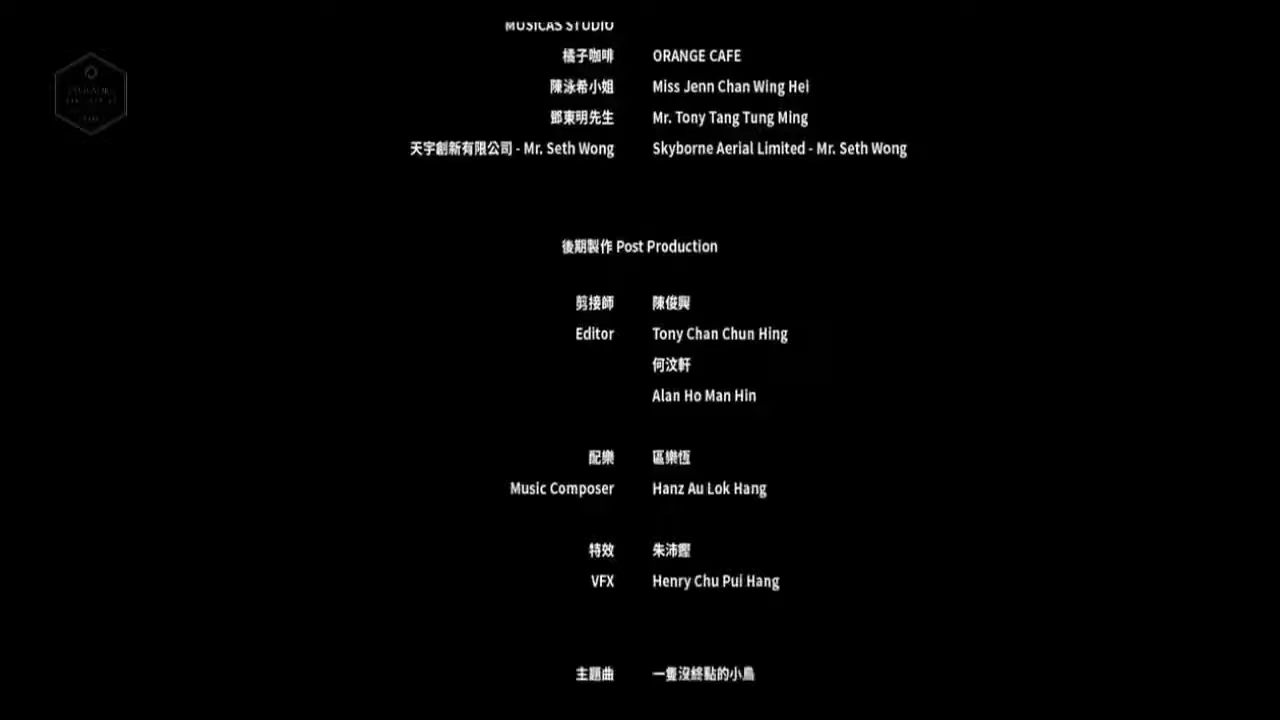 MUSICAS STUDIO
橘子咖啡 ORANGE CAFE
陳泳希小姐 Miss Jenn Chan Wing Hei
鄧東明先生 Mr. Tony Tang Tung Ming
天宇創新有限公司 - Mr. Seth Wong Skyborne Aerial Limited - Mr. Seth Wong
後期製作 Post Production
剪接師 陳俊興
Editor Tony Chan Chun Hing
何汶軒
Alan Ho Man Hin
配樂 區樂恆
Music Composer Hanz Au Lok Hang
特效 朱沛鏗
VFX Henry Chu Pui Hang
主題曲 一隻沒終點的小鳥